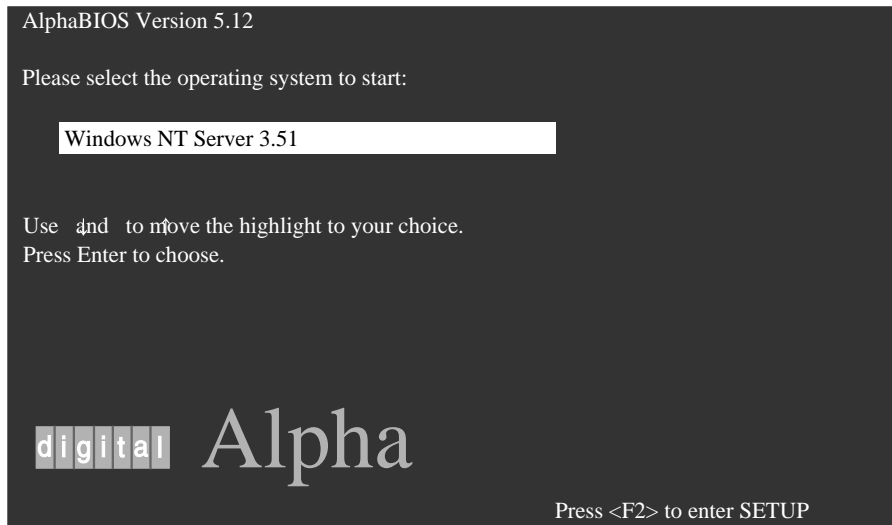 AlphaBIOS Version 5.12
Please select the operating system to start:
Windows NT Server 3.51
Use ↓ and ↑ to move the highlight to your choice.
Press Enter to choose.
digital Alpha
Press <F2> to enter SETUP